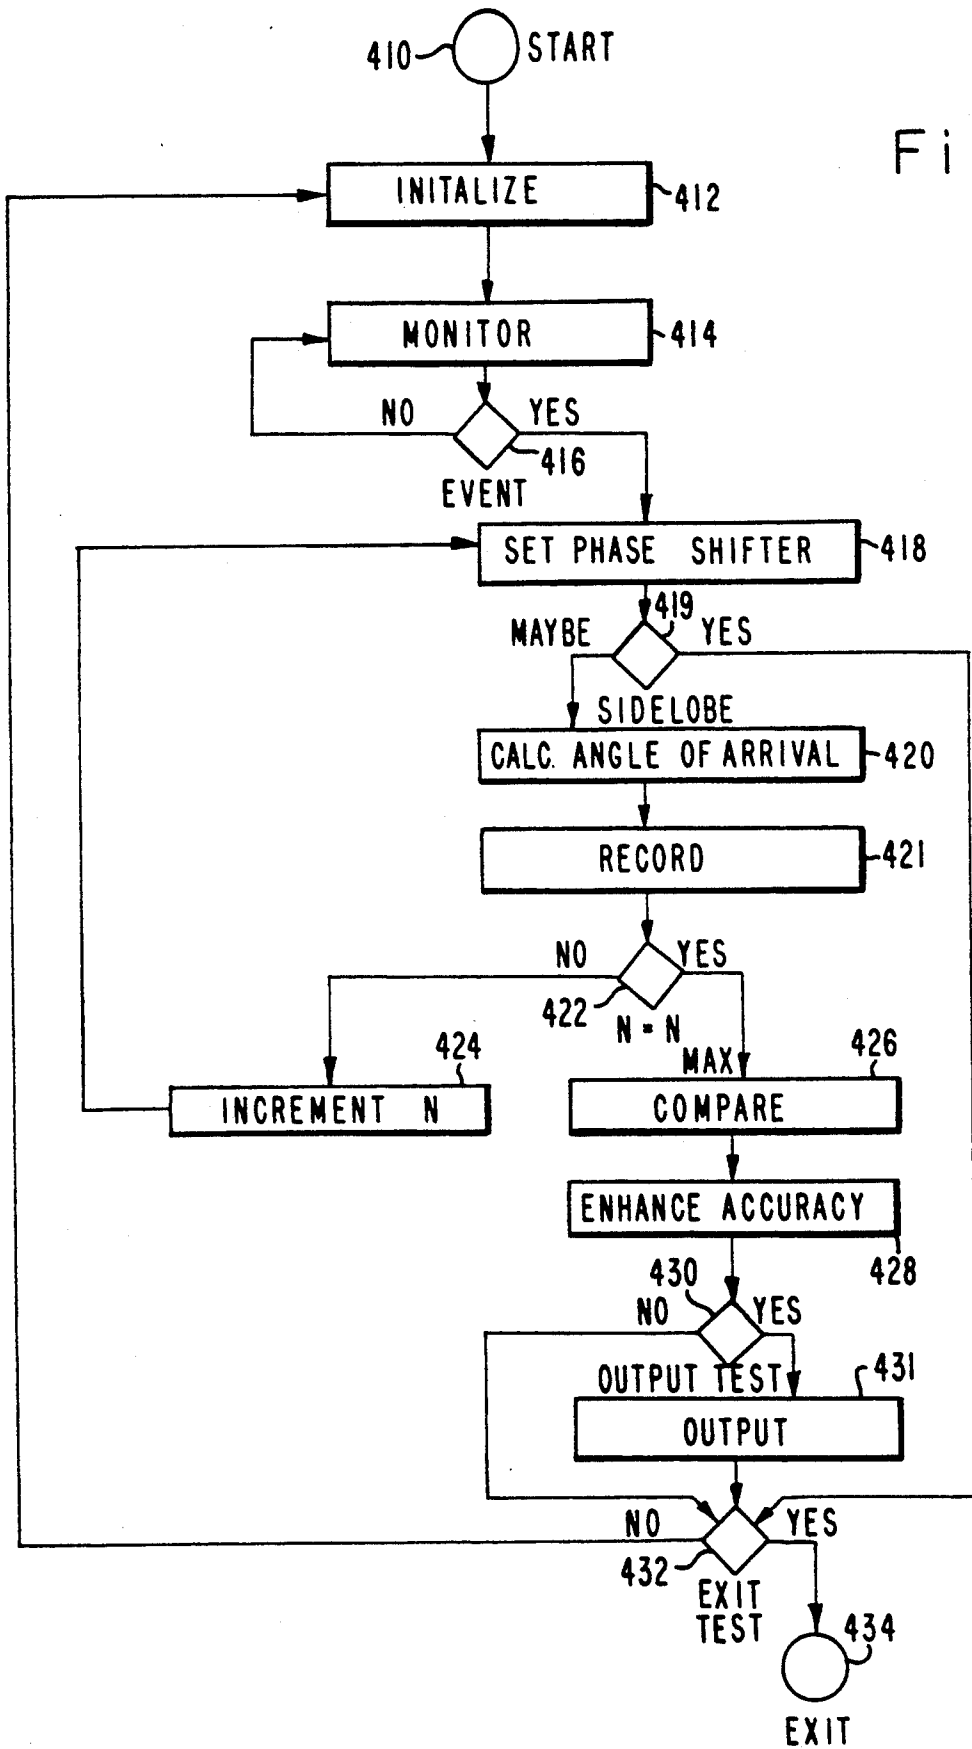 410 START
Fi
INITALIZE 412
MONITOR 414
NO YES
416
EVENT
SET PHASE SHIFTER 418
419
MAYBE YES
SIDELOBE
CALC. ANGLE OF ARRIVAL 420
RECORD 421
NO YES
422
N = N
MAX
424
426
INCREMENT N
COMPARE
ENHANCE ACCURACY
428
430
NO YES
OUTPUT TEST
431
OUTPUT
NO YES
432
EXIT
TEST
434
EXIT